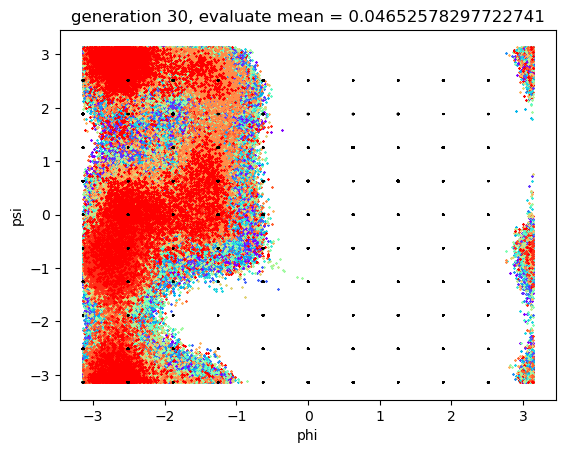 generation 30, evaluate mean = 0.04652578297722741
3
2
1
0
−1
−2
−3
psi
−3 −2 −1 0 1 2 3
phi